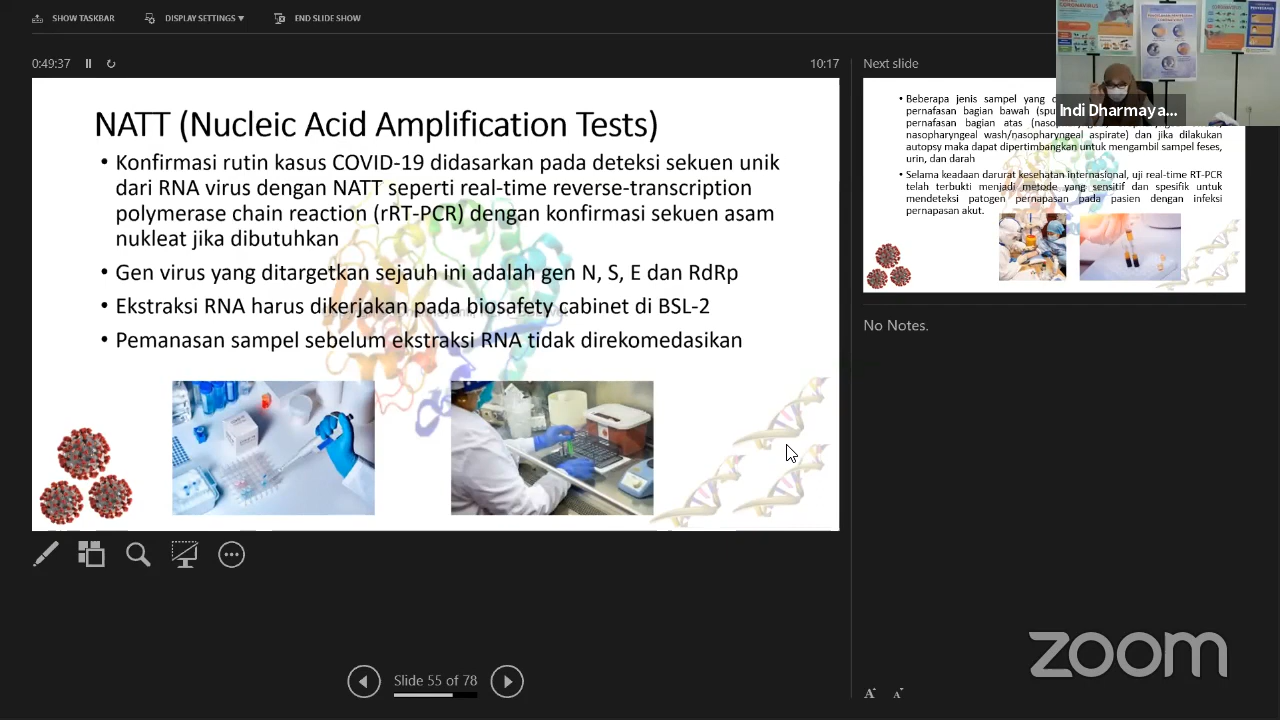 SHOW TASKBAR
DISPLAY SETTINGS ▼
END SLIDE SHOW
0:49:37
10:17
NATT (Nucleic Acid Amplification Tests)
• Konfirmasi rutin kasus COVID-19 didasarkan pada deteksi sekuen unik
dari RNA virus dengan NATT seperti real-time reverse-transcription
polymerase chain reaction (rRT-PCR) dengan konfirmasi sekuen asam
nukleat jika dibutuhkan
• Gen virus yang ditargetkan sejauh ini adalah gen N, S, E dan RdRp
• Ekstraksi RNA harus dikerjakan pada biosafety cabinet di BSL-2
• Pemanasan sampel sebelum ekstraksi RNA tidak direkomedasikan
Slide 55 of 78
Next slide
• Beberapa jenis sampel yang
pernafasan bagian bawah
pernafasan bagian atas
nasopharyngeal wash/nasopharyngeal aspirate) dan jika dilakukan
autopsy maka dapat dipertimbangkan untuk mengambil sampel feses,
urin, dan darah
• Selama keadaan darurat kesehatan internasional, uji real-time RT-PCR
telah terbukti menjadi metode yang sensitif dan spesifik untuk
mendeteksi patogen pernapasan pada pasien dengan infeksi
pernapasan akut.
CORONAVIRUS
Indi Dharmaya...
No Notes.
zoom
A
A